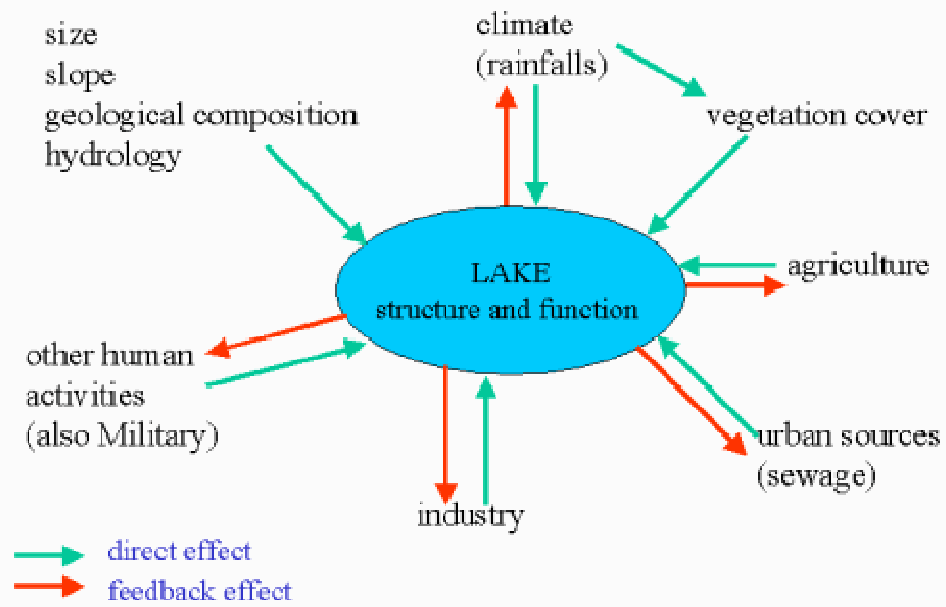 size
slope
geological composition
hydrology
climate
(rainfalls)
vegetation cover
LAKE
structure and function
agriculture
other human
activities
(also Military)
urban sources
(sewage)
industry
direct effect
feedback effect